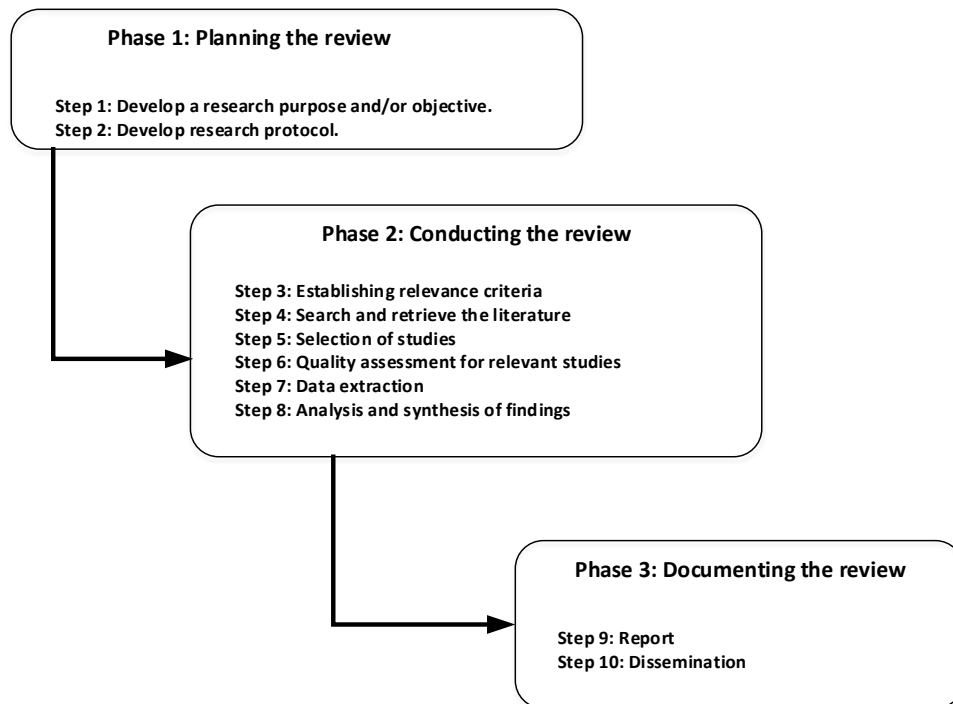 Phase 1: Planning the review
Step 1: Develop a research purpose and/or objective.
Step 2: Develop research protocol.
Phase 2: Conducting the review
Step 3: Establishing relevance criteria
Step 4: Search and retrieve the literature
Step 5: Selection of studies
Step 6: Quality assessment for relevant studies
Step 7: Data extraction
Step 8: Analysis and synthesis of findings
Phase 3: Documenting the review
Step 9: Report
Step 10: Dissemination